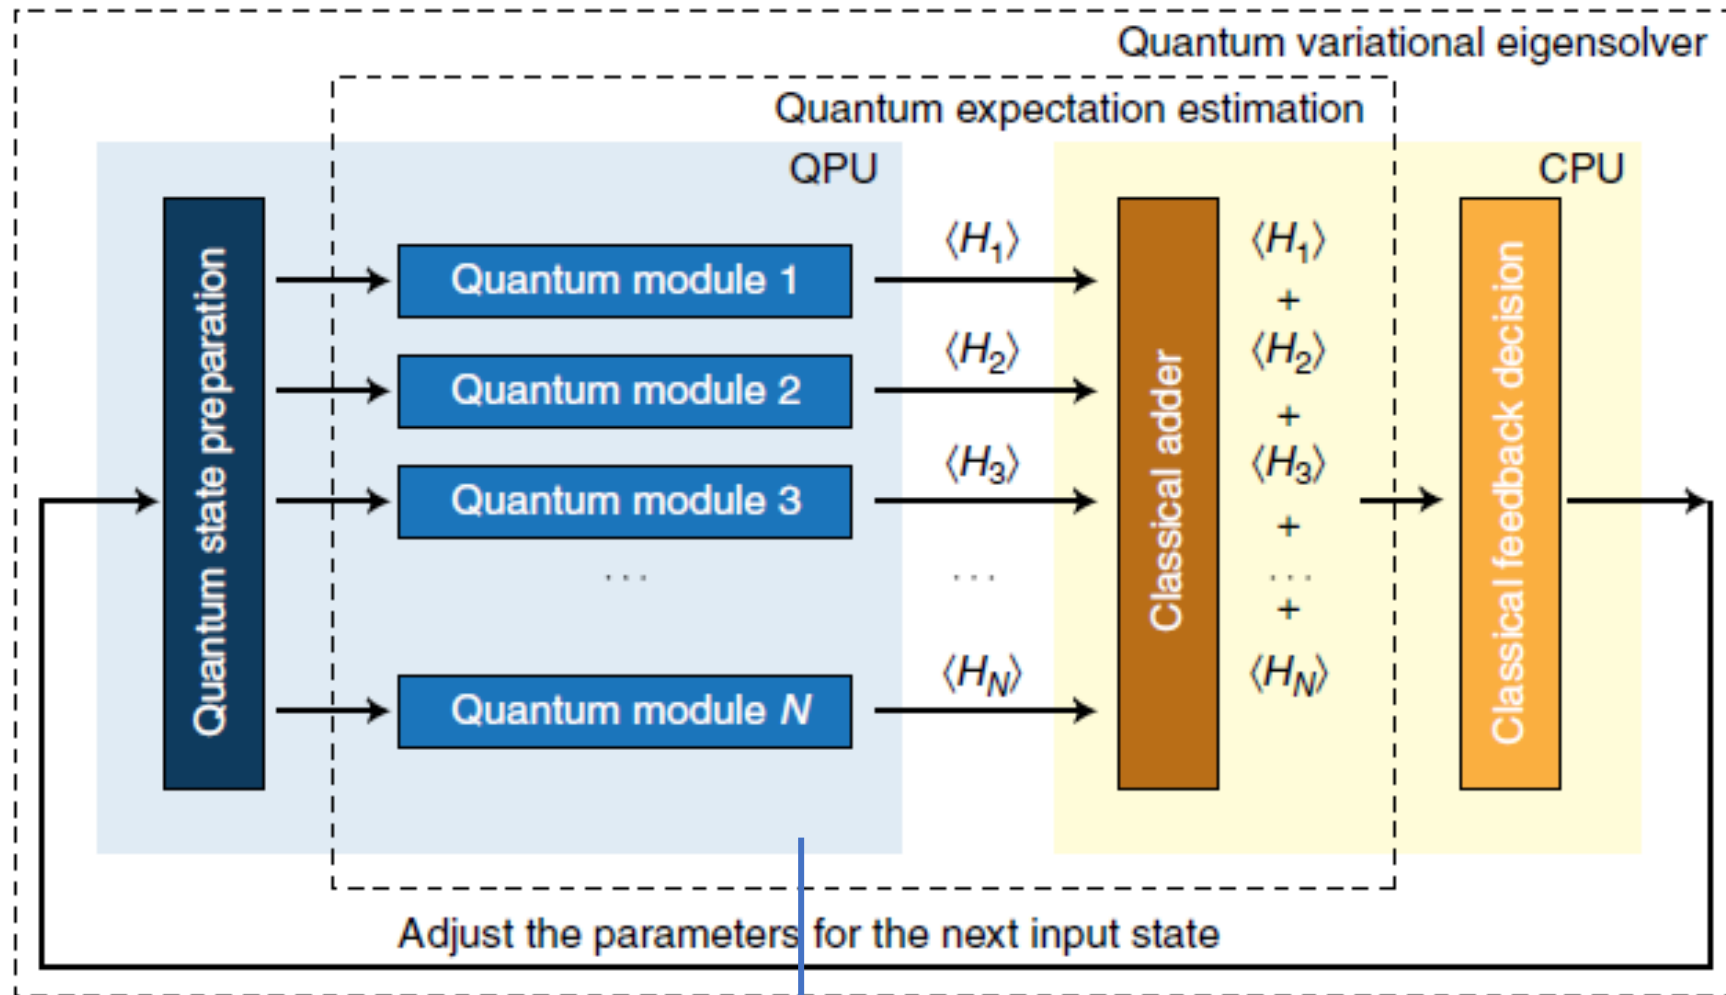 Quantum variational eigensolver
Quantum expectation estimation
QPU
CPU
Quantum state preparation
Quantum module 1
Quantum module 2
Quantum module 3
...
Quantum module N
⟨H₁⟩
⟨H₂⟩
⟨H₃⟩
...
⟨H_N⟩
Classical adder
⟨H₁⟩
+
⟨H₂⟩
+
⟨H₃⟩
+
...
+
⟨H_N⟩
Classical feedback decision
Adjust the parameters for the next input state